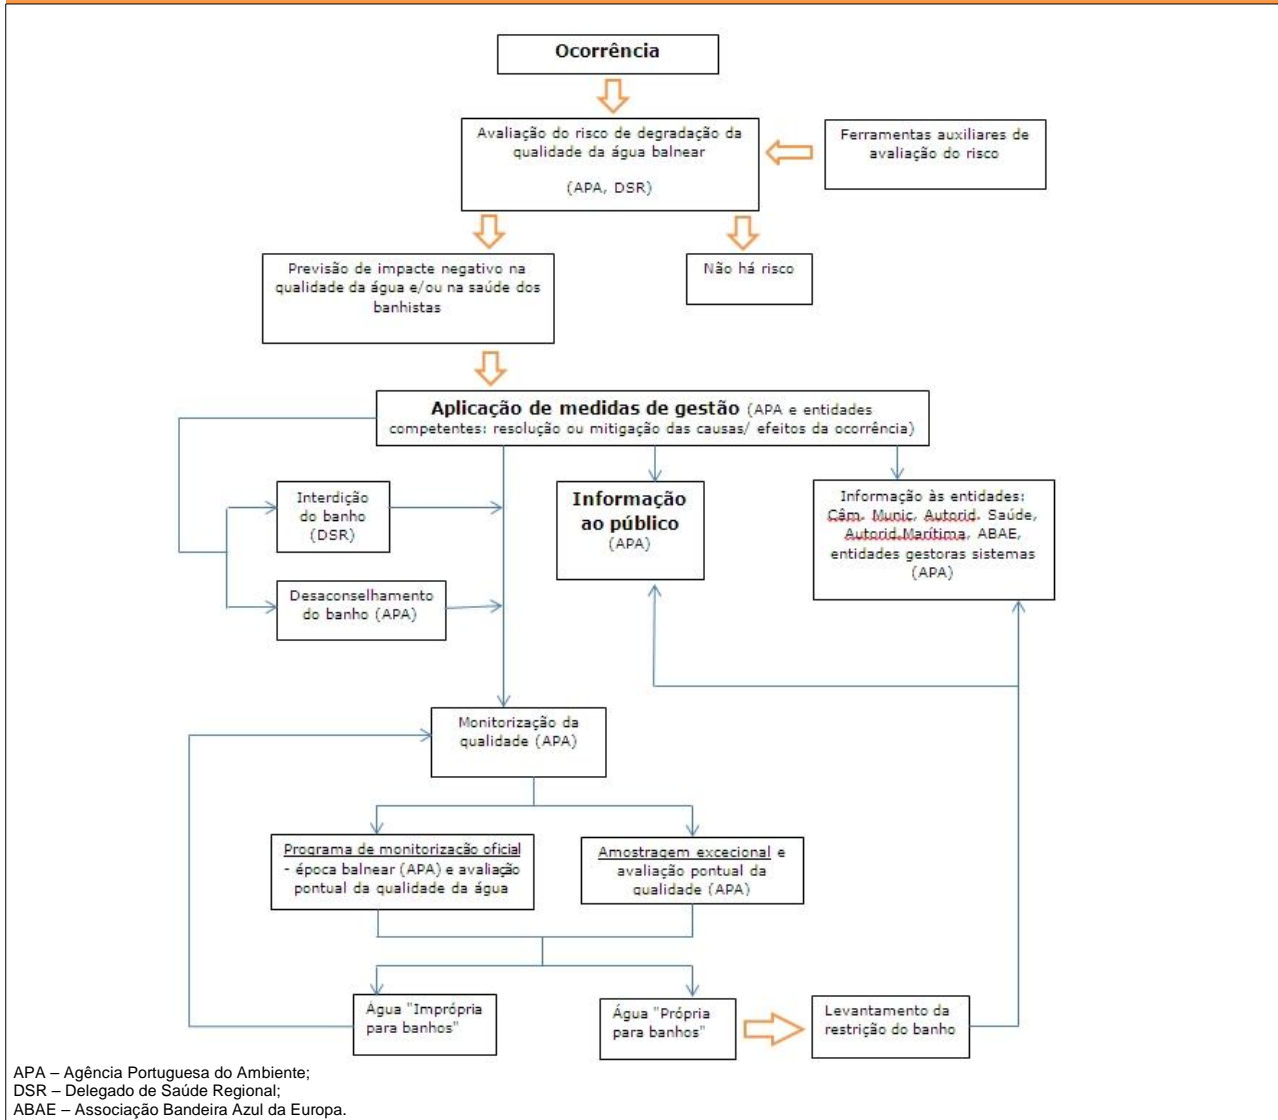 Ocorrência
Avaliação do risco de degradação da
qualidade da água balnear
(APA, DSR)
Ferramentas auxiliares de
avaliação do risco
Previsão de impacte negativo na
qualidade da água e/ou na saúde dos
banhistas
Não há risco
Aplicação de medidas de gestão (APA e entidades
competentes: resolução ou mitigação das causas/ efeitos da ocorrência)
Interdição
do banho
(DSR)
Desaconselhamento
do banho (APA)
Informação
ao público
(APA)
Informação às entidades:
Câm. Munic, Autorid. Saúde,
Autorid.Marítima, ABAE,
entidades gestoras sistemas
(APA)
Monitorização da
qualidade (APA)
Programa de monitorização oficial
- época balnear (APA) e avaliação
pontual da qualidade da água
Amostragem excecional e
avaliação pontual da
qualidade (APA)
Água "Imprópria
para banhos"
Água "Própria
para banhos"
Levantamento da
restrição do banho
APA – Agência Portuguesa do Ambiente;
DSR – Delegado de Saúde Regional;
ABAE – Associação Bandeira Azul da Europa.